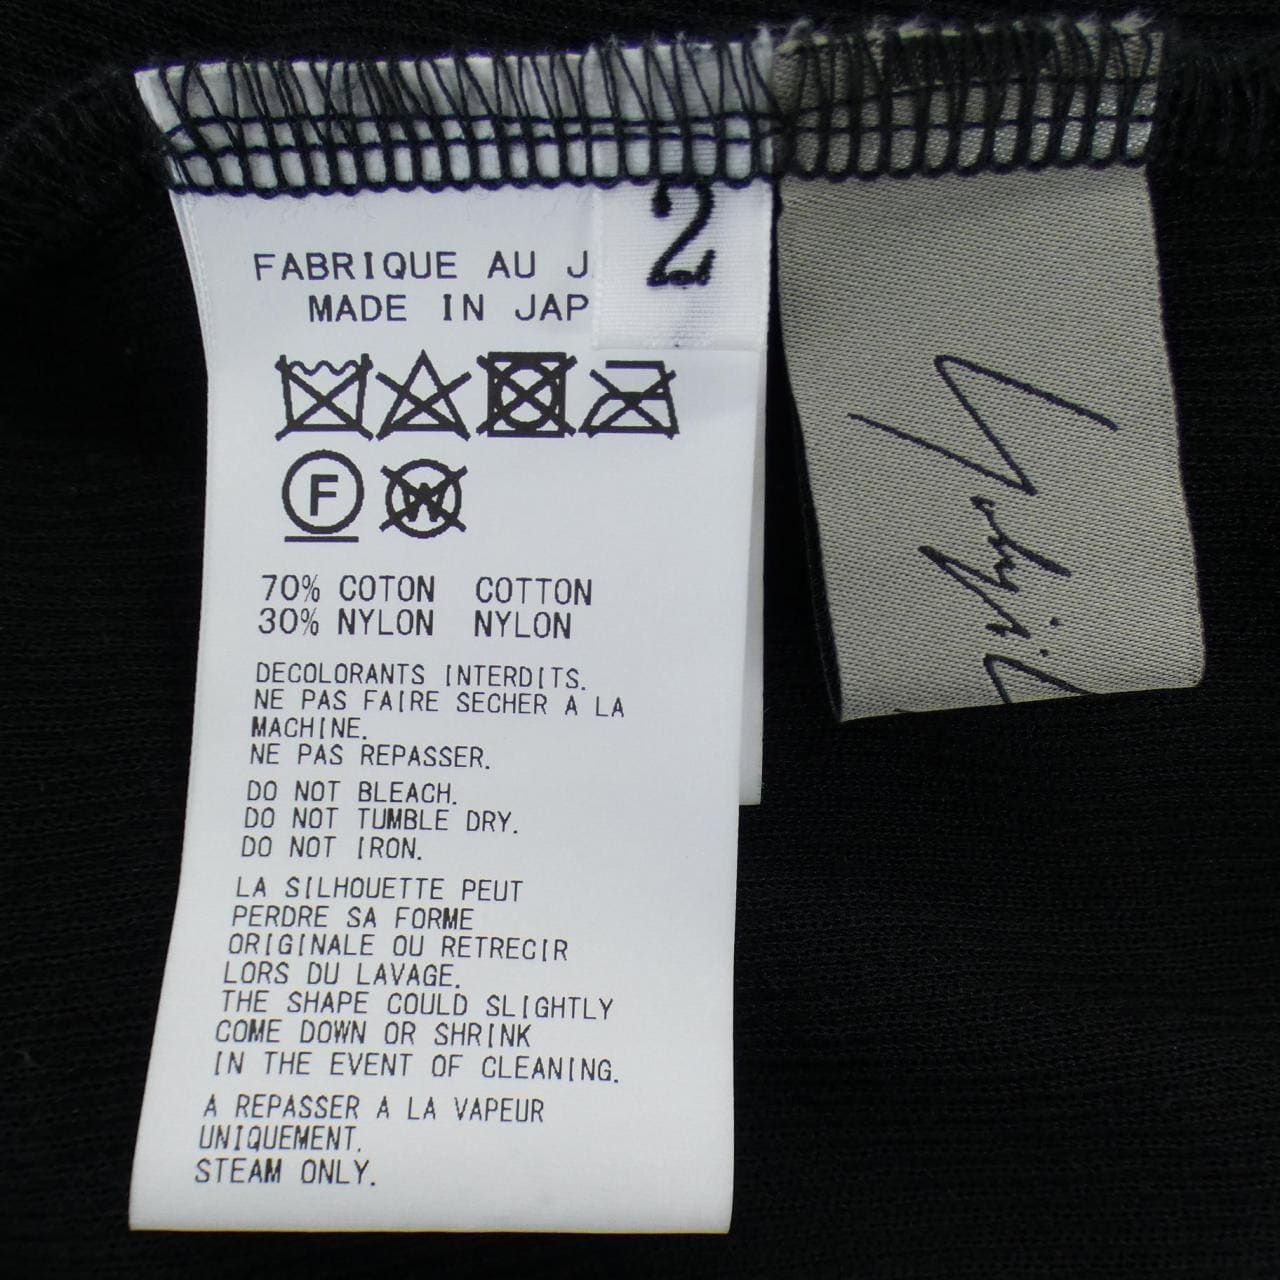 2
FABRIQUE AU J
MADE IN JAP
F
W
70% COTON COTTON
30% NYLON NYLON
DECOLORANTS INTERDITS.
NE PAS FAIRE SECHER A LA
MACHINE.
NE PAS REPASSER.
DO NOT BLEACH.
DO NOT TUMBLE DRY.
DO NOT IRON.
LA SILHOUETTE PEUT
PERDRE SA FORME
ORIGINALE OU RETRECIR
LORS DU LAVAGE.
THE SHAPE COULD SLIGHTLY
COME DOWN OR SHRINK
IN THE EVENT OF CLEANING.
A REPASSER A LA VAPEUR
UNIQUEMENT.
STEAM ONLY.